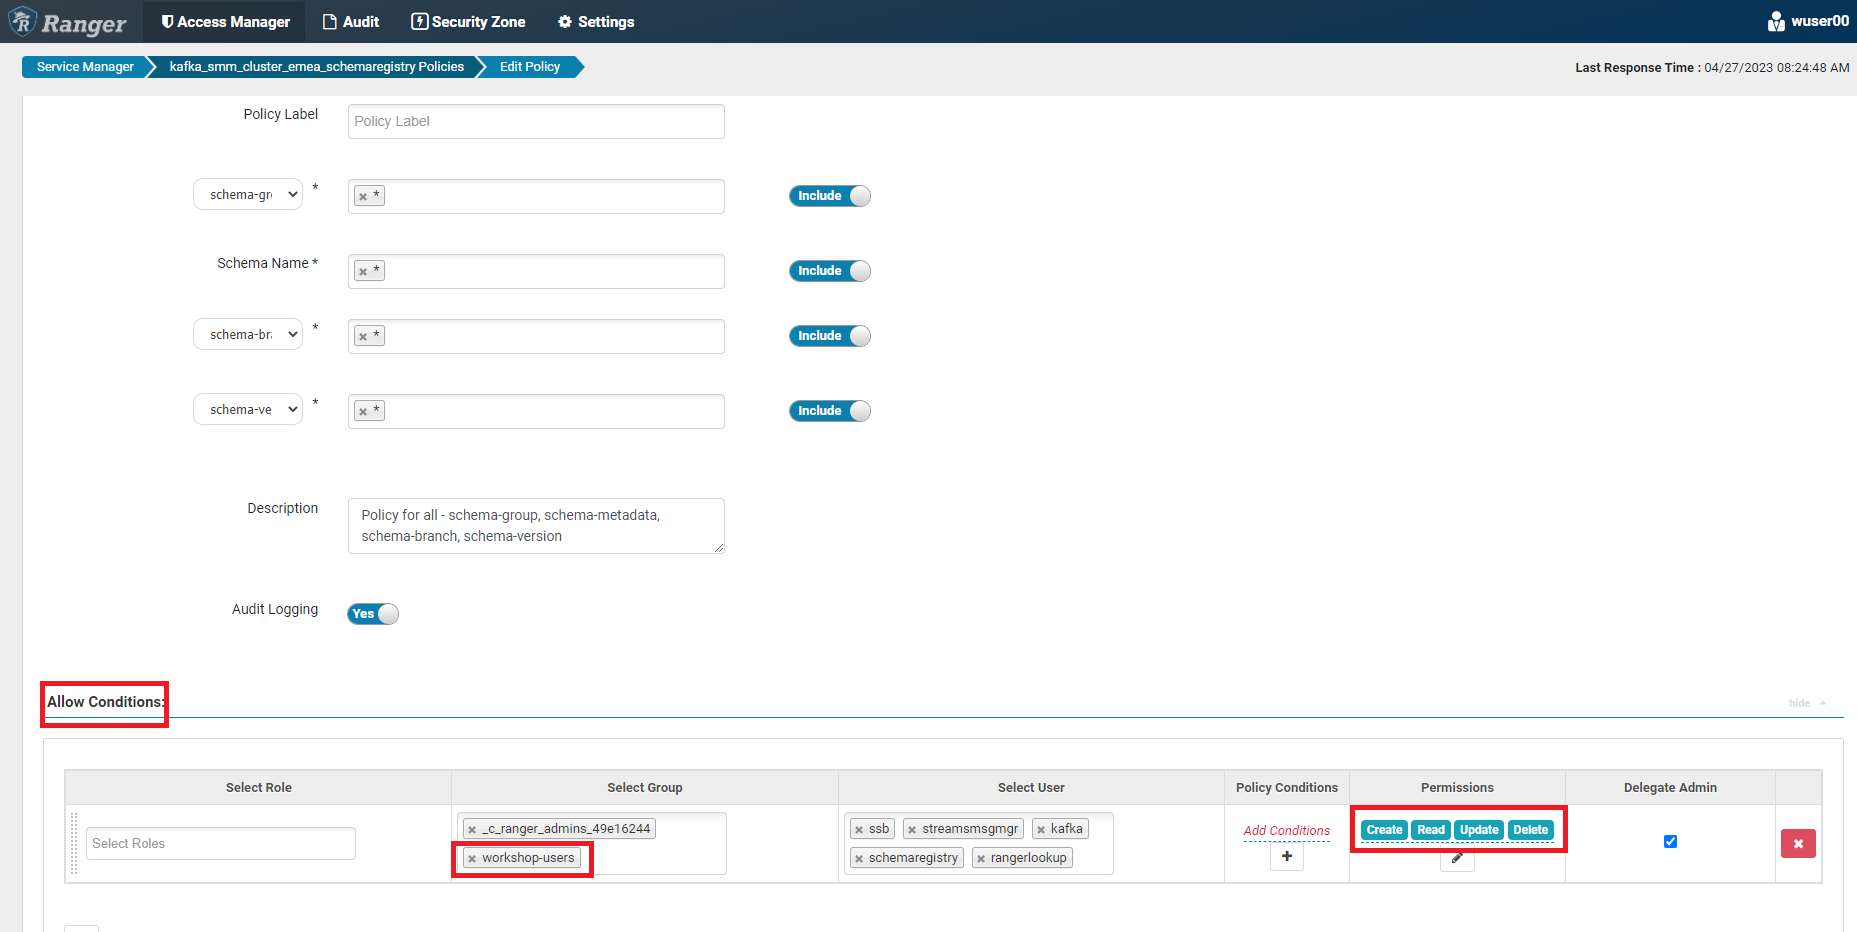 Ranger Access Manager Audit Security Zone Settings wuser00
Service Manager kafka_smm_cluster_emea_schemaregistry Policies Edit Policy Last Response Time : 04/27/2023 08:24:48 AM
Policy Label Policy Label
schema-gr * × * Include
Schema Name * × * Include
schema-br * × * Include
schema-ve * × * Include
Description Policy for all - schema-group, schema-metadata,
schema-branch, schema-version
Audit Logging Yes
Allow Conditions: hide
Select Role Select Group Select User Policy Conditions Permissions Delegate Admin
× _c_ranger_admins_49e16244 × ssb × streamsmsgmgr × kafka Add Conditions Create Read Update Delete
Select Roles
× workshop-users × schemaregistry × rangerlookup +